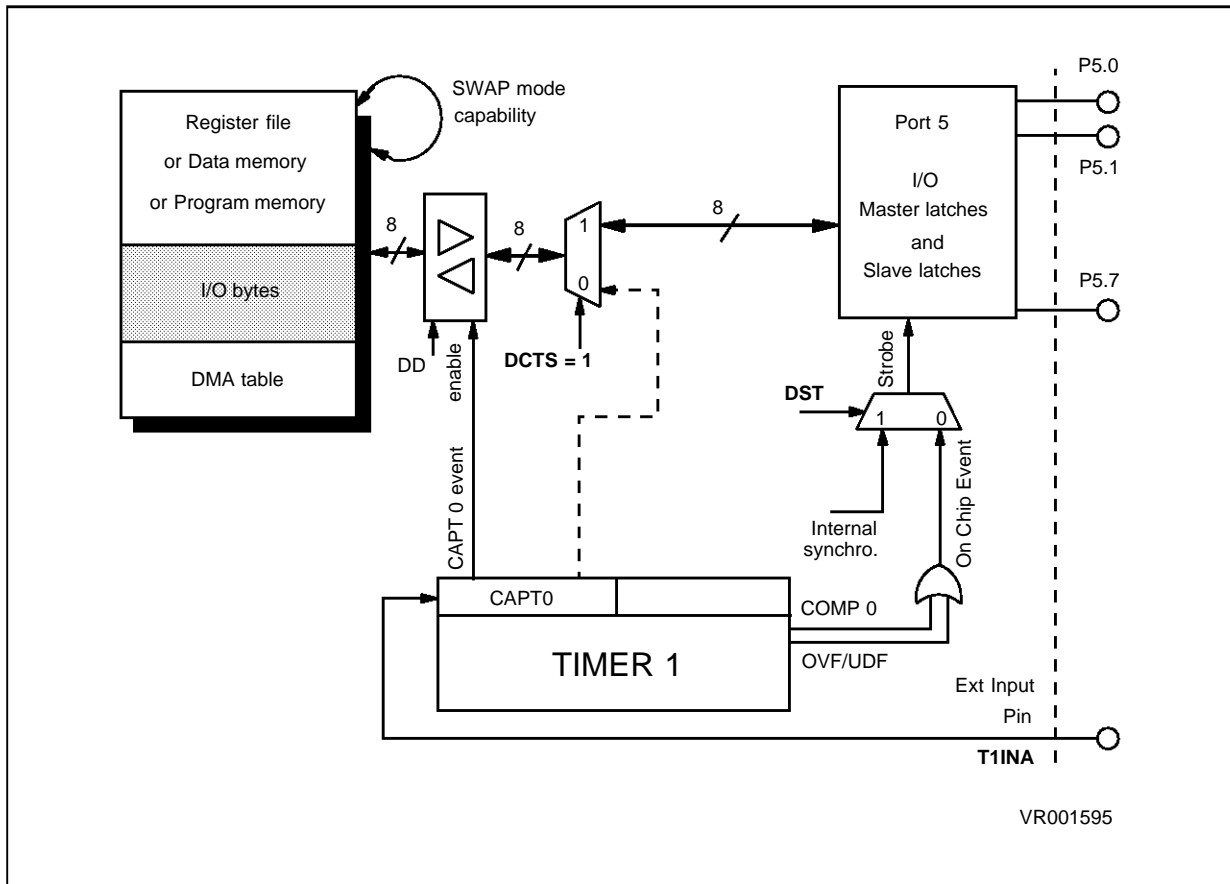 SWAP mode
capability
Register file
or Data memory
or Program memory
I/O bytes
DMA table
8
8
8
DD
enable
CAPT 0 event
1
0
DCTS = 1
Port 5
I/O
Master latches
and
Slave latches
P5.0
P5.1
P5.7
Strobe
DST
1
0
Internal
synchro.
On Chip Event
CAPT0
TIMER 1
COMP 0
OVF/UDF
Ext Input
Pin
T1INA
VR001595